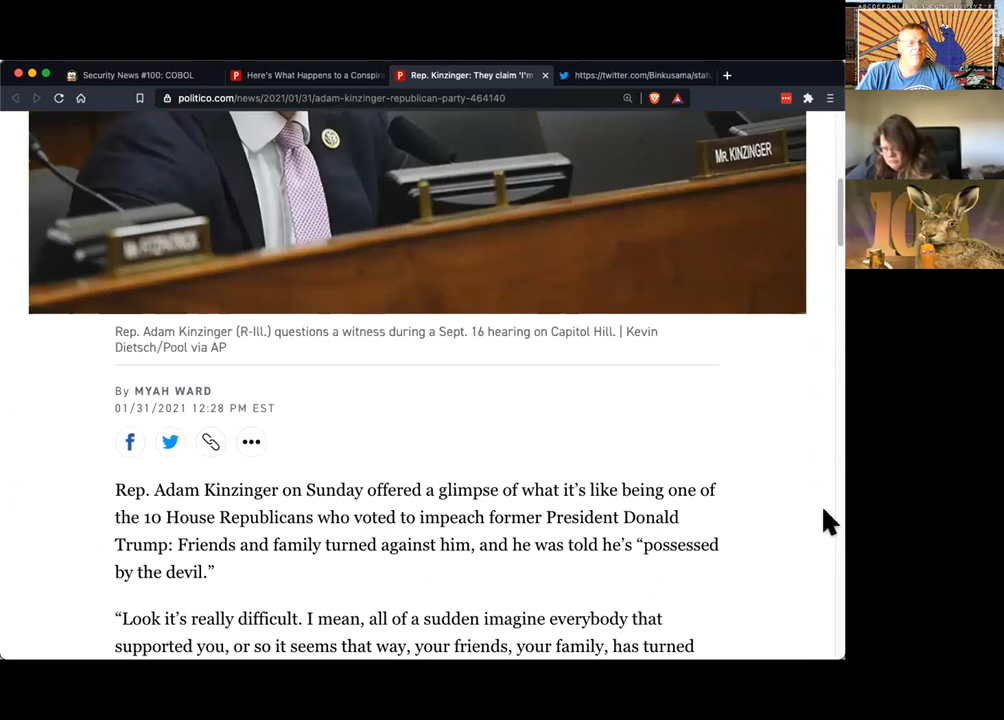 ABCDEFG
Security News #100: COBOL
Here's What Happens to a Conspira
Rep. Kinzinger: They claim 'I'm
https://twitter.com/Binkusama/statu
politico.com/news/2021/01/31/adam-kinzinger-republican-party-464140
MR. KINZINGER
Rep. Adam Kinzinger (R-Ill.) questions a witness during a Sept. 16 hearing on Capitol Hill. | Kevin
Dietsch/Pool via AP
By MYAH WARD
01/31/2021 12:28 PM EST
Rep. Adam Kinzinger on Sunday offered a glimpse of what it’s like being one of
the 10 House Republicans who voted to impeach former President Donald
Trump: Friends and family turned against him, and he was told he’s “possessed
by the devil.”
“Look it’s really difficult. I mean, all of a sudden imagine everybody that
supported you, or so it seems that way, your friends, your family, has turned